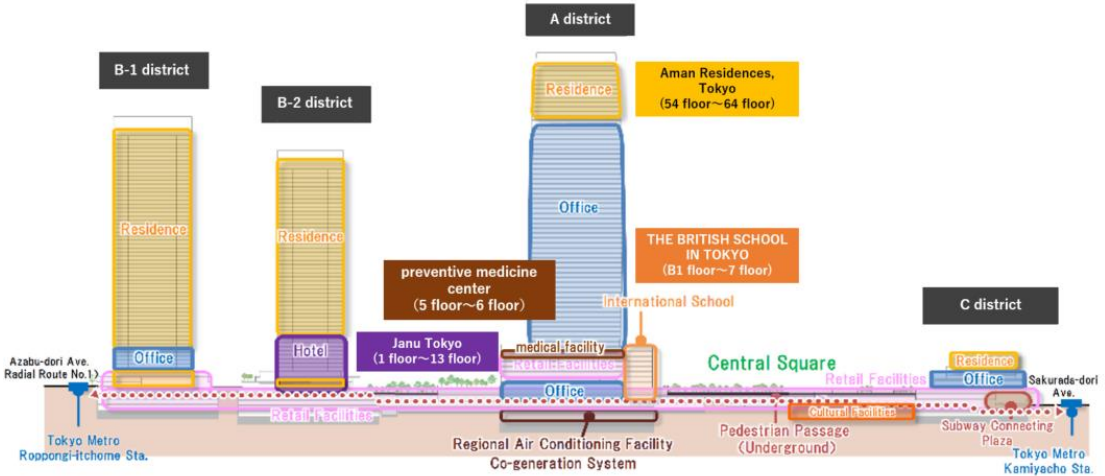 A district
B-1 district
B-2 district
Residence
Aman Residences,
Tokyo
(54 floor～64 floor)
Residence
Residence
Office
THE BRITISH SCHOOL
IN TOKYO
(B1 floor～7 floor)
preventive medicine
center
(5 floor～6 floor)
International School
C district
Janu Tokyo
(1 floor～13 floor)
Office
Hotel
medical facility
Retail Facilities
Central Square
Residence
Azabu-dori Ave.
Radial Route No.1)
Office
Retail Facilities
Office
Sakurada-dori
Ave.
Retail Facilities
Cultural Facilities
Tokyo Metro
Roppongi-itchome Sta.
Regional Air Conditioning Facility
Co-generation System
Pedestrian Passage
(Underground)
Subway Connecting
Plaza
Tokyo Metro
Kamiyacho Sta.